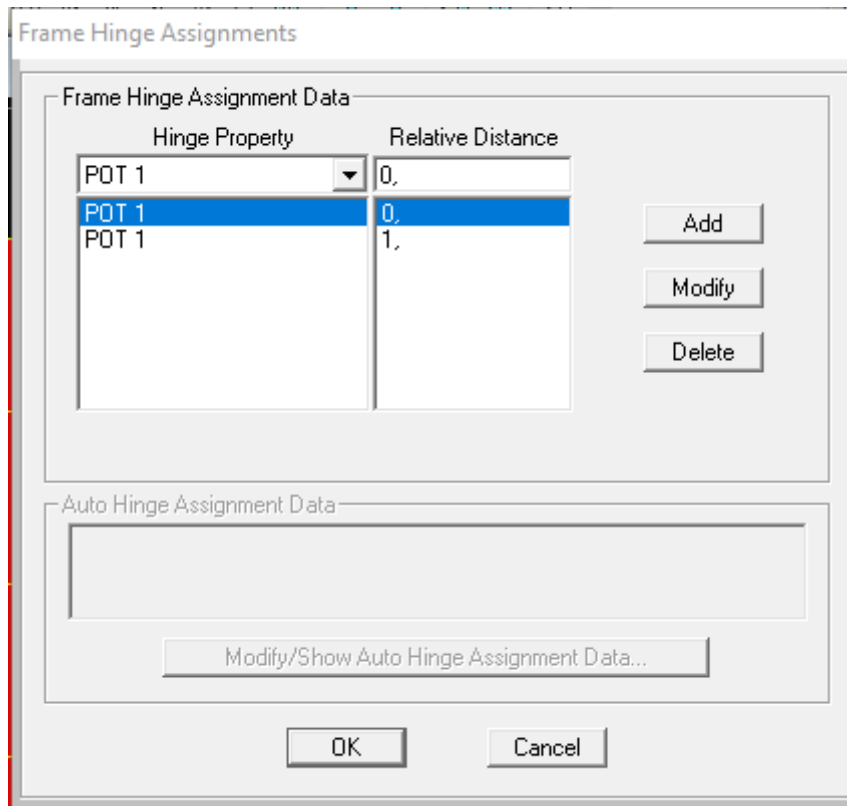 Frame Hinge Assignments
Frame Hinge Assignment Data
Hinge Property Relative Distance
POT 1 0,
POT 1 0,
POT 1 1,
Add
Modify
Delete
Auto Hinge Assignment Data
Modify/Show Auto Hinge Assignment Data...
OK Cancel